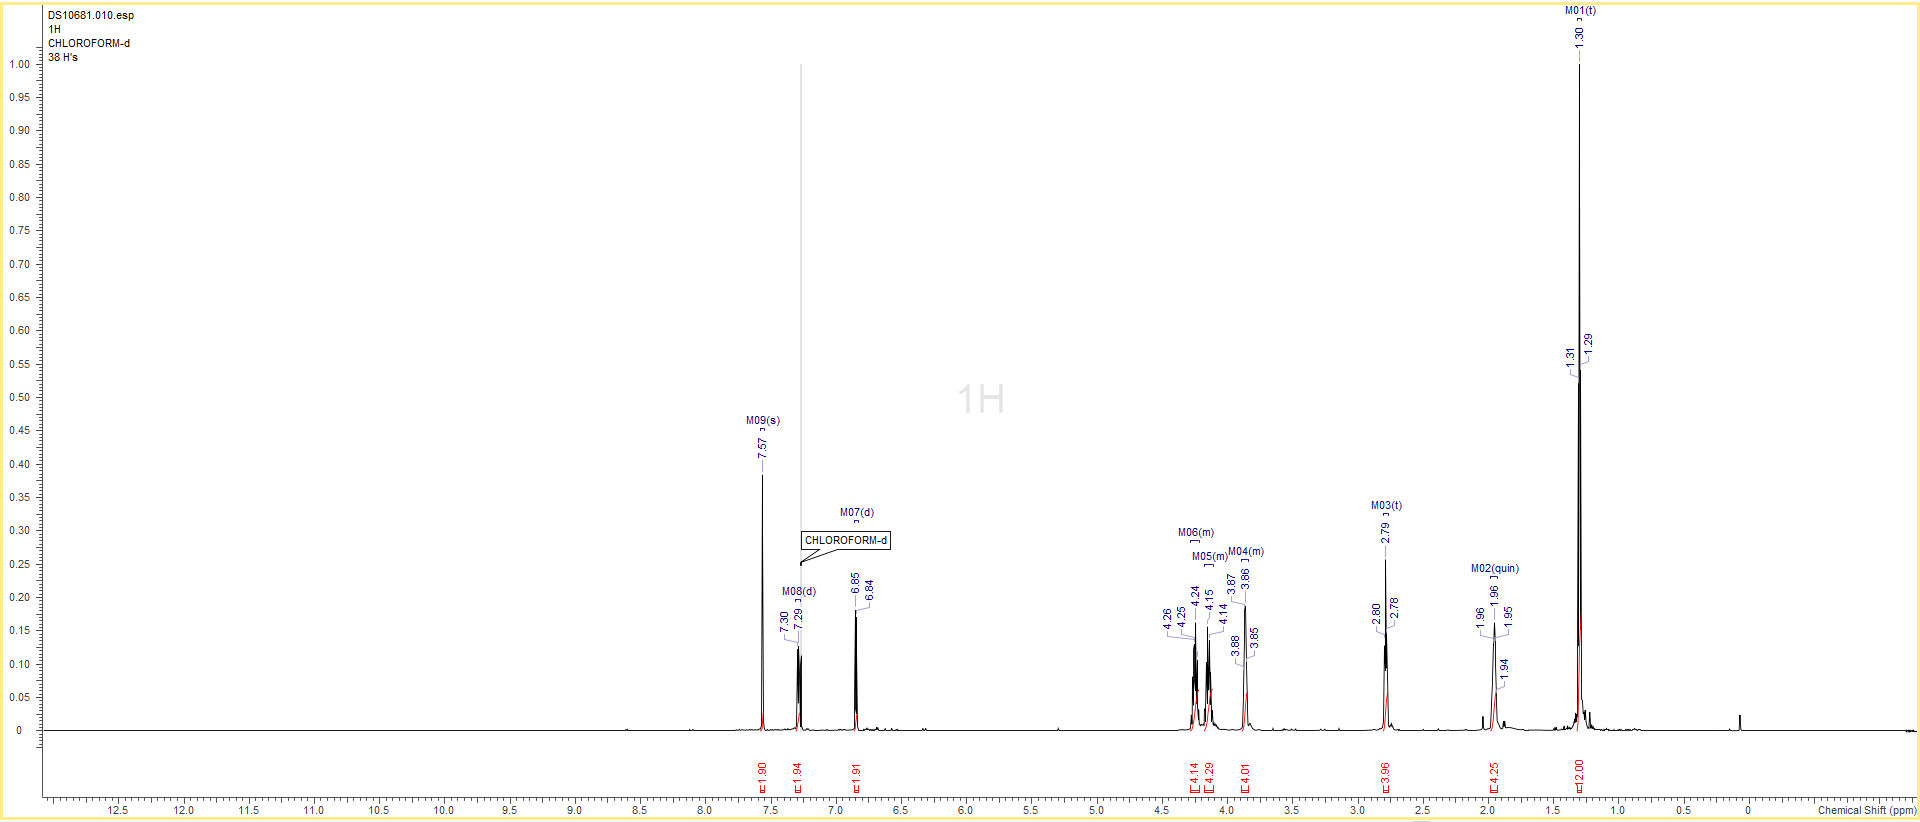 DS10681.010.esp
1H
CHLOROFORM-d
38 H's
M01(t)
1.30
1.31
1.29
M09(s)
7.57
M08(d)
7.30
7.29
CHLOROFORM-d
M07(d)
6.85
6.84
M06(m)
4.26
4.25
4.24
M05(m)
4.15
4.14
M04(m)
3.88
3.87
3.86
3.85
M03(t)
2.80
2.79
2.78
M02(quin)
1.96
1.96
1.95
1.94
1H
1.00
0.95
0.90
0.85
0.80
0.75
0.70
0.65
0.60
0.55
0.50
0.45
0.40
0.35
0.30
0.25
0.20
0.15
0.10
0.05
0
1.90 1.94 1.91 4.14 4.29 4.01 3.96 4.25 12.00
12.5 12.0 11.5 11.0 10.5 10.0 9.5 9.0 8.5 8.0 7.5 7.0 6.5 6.0 5.5 5.0 4.5 4.0 3.5 3.0 2.5 2.0 1.5 1.0 0.5 0 Chemical Shift (ppm)